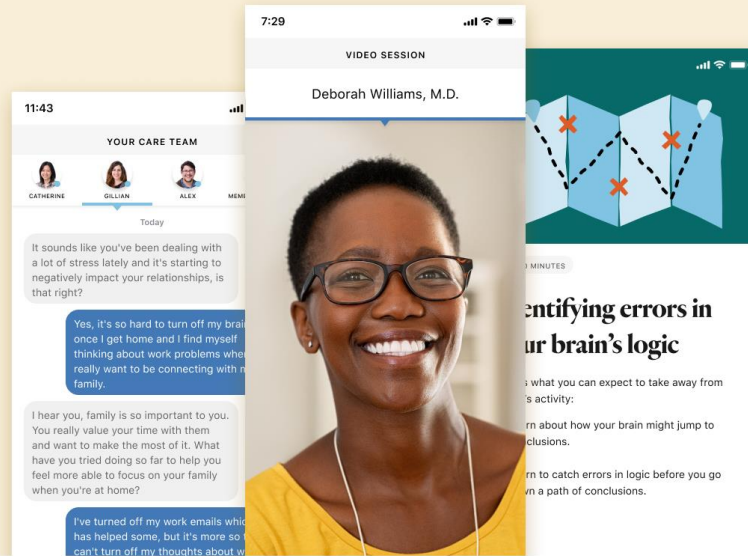 11:43
YOUR CARE TEAM
CATHERINE
GILLIAN
ALEX
Today
It sounds like you've been dealing with
a lot of stress lately and it's starting to
negatively impact your relationships, is
that right?
Yes, it's so hard to turn off my
once I get home and I find myself
thinking about work problems
really want to be connecting with
family.
I hear you, family is so important to you.
You really value your time with them
and want to make the most of it. What
have you tried doing so far to help you
feel more able to focus on your family
when you're at home?
I've turned off my work emails
has helped some, but it's more so
can't turn off my thoughts about
7:29
VIDEO SESSION
Deborah Williams, M.D.
MINUTES
errors in
brain's logic
what you can expect to take away from
activity:
about how your brain might jump to
to catch errors in logic before you go
a path of conclusions.